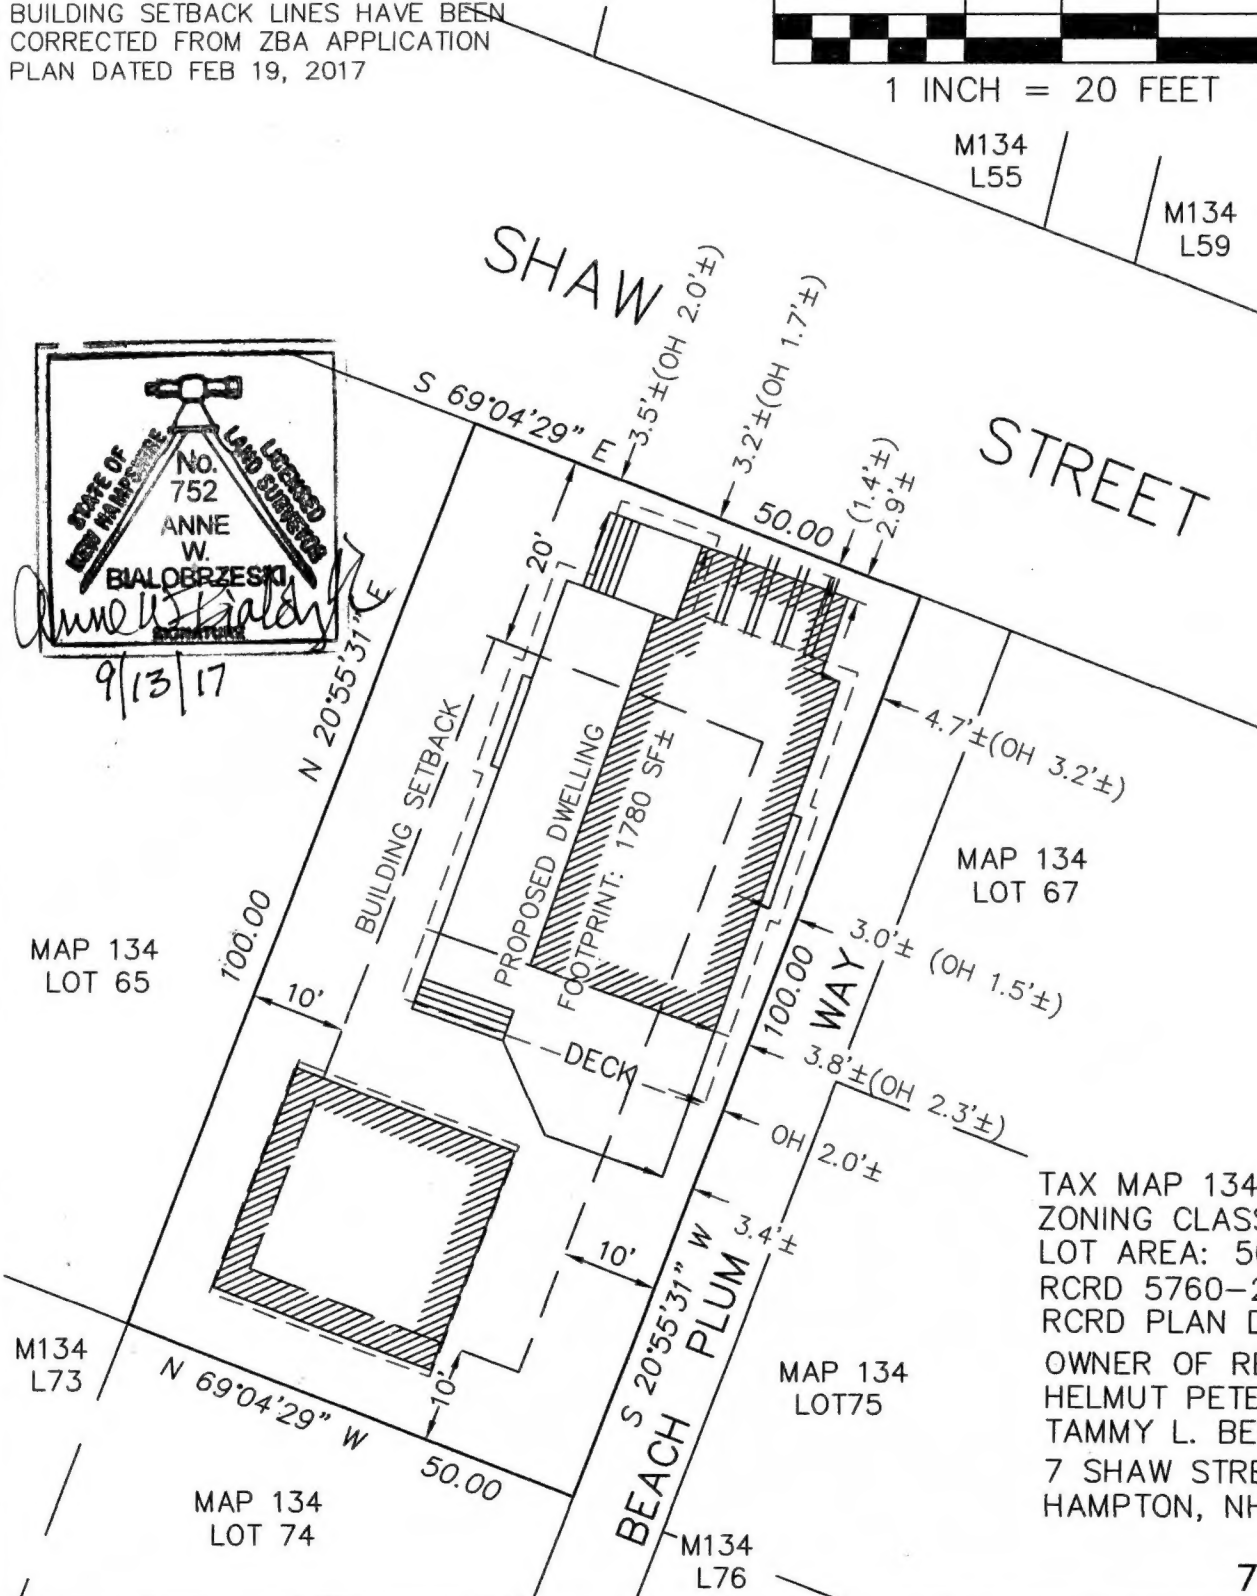 BUILDING SETBACK LINES HAVE BEEN
CORRECTED FROM ZBA APPLICATION
PLAN DATED FEB 19, 2017
1 INCH = 20 FEET
M134
L55
M134
L59
SHAW STREET
STATE OF
NEW HAMPSHIRE
LICENSED
LAND SURVEYOR
No.
752
ANNE
W.
BIALOBRZESKI
SIGNATURE
9/13/17
S 69°04'29" E
50.00
3.5'±(OH 2.0'±)
3.2'±(OH 1.7'±)
(1.4'±)
2.9'±
20'
N 20°55'31" E
100.00
BUILDING SETBACK
PROPOSED DWELLING
FOOTPRINT: 1780 SF±
4.7'±(OH 3.2'±)
MAP 134
LOT 67
MAP 134
LOT 65
10'
3.0'± (OH 1.5'±)
100.00
WAY
3.8'±(OH 2.3'±)
DECK
OH 2.0'±
3.4'±
10'
S 20°55'31" W
BEACH PLUM
10'
M134
L73
N 69°04'29" W
50.00
MAP 134
LOT 74
MAP 134
LOT75
M134
L76
TAX MAP 134
ZONING CLASS
LOT AREA: 50
RCRD 5760-2
RCRD PLAN D
OWNER OF RE
HELMUT PETE
TAMMY L. BE
7 SHAW STRE
HAMPTON, NH
7